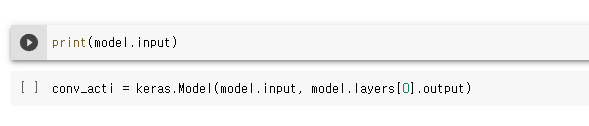 print(model.input)
[ ] conv_acti = keras.Model(model.input, model.layers[0].output)